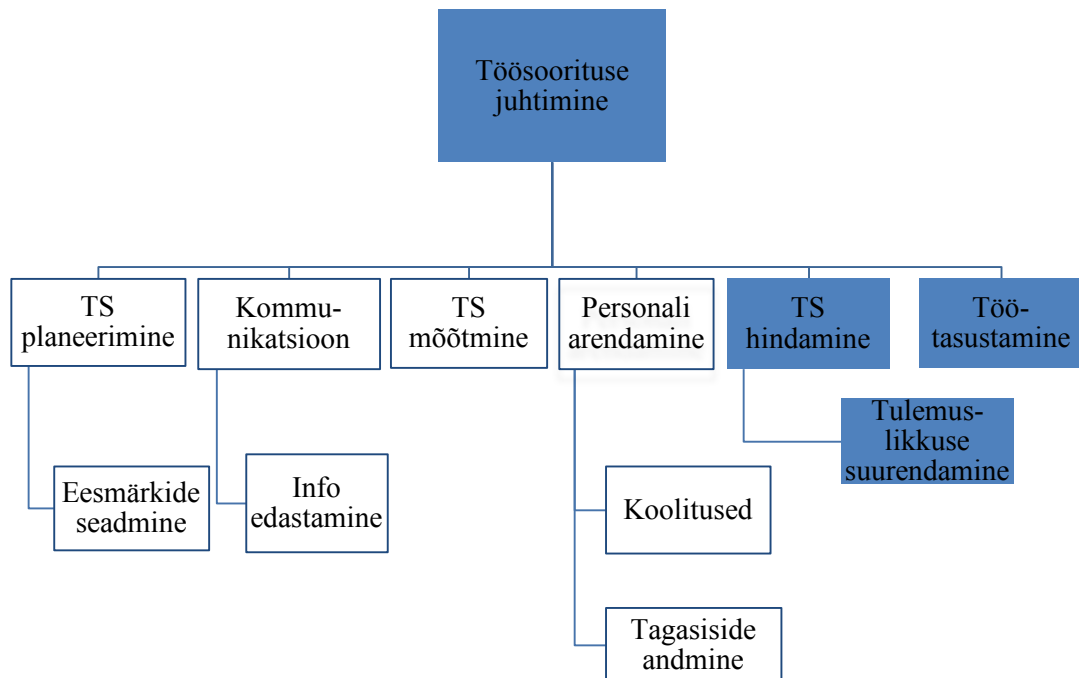 Töösoorituse
juhtimine
TS
planeerimine
Kommu-
nikatsioon
TS
mõõtmine
Personali
arendamine
TS
hindamine
Töö-
tasustamine
Eesmärkide
seadmine
Info
edastamine
Koolitused
Tagasiside
andmine
Tulemus-
likkuse
suurendamine